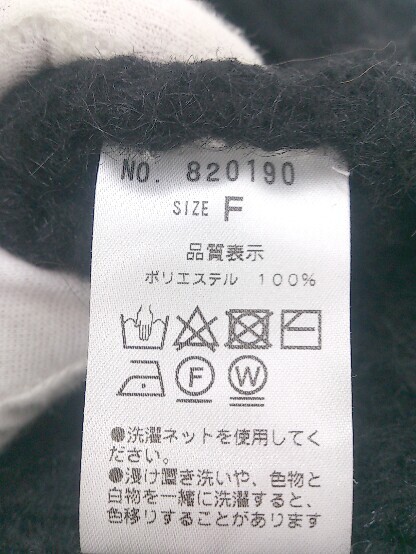 NO. 820190
SIZE F
品質表示
ポリエステル 100%
F W
●洗濯ネットを使用してく
ださい。
●漬け置き洗いや、色物と
白物を一緒に洗濯すると、
色移りすることがあります